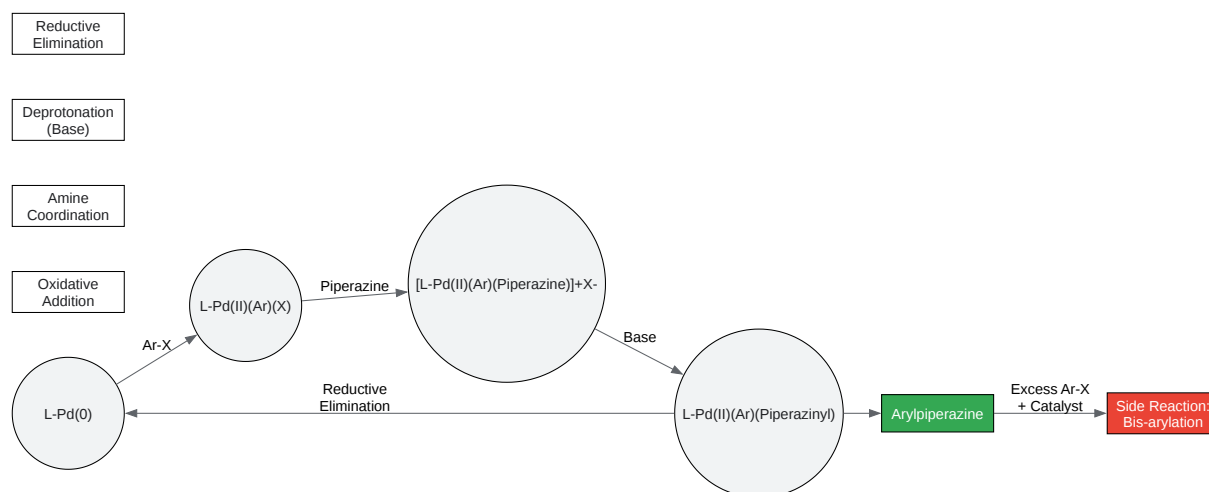 Reductive
Elimination
Deprotonation
(Base)
Amine
Coordination
Oxidative
Addition
L-Pd(0)
Ar-X
L-Pd(II)(Ar)(X)
Piperazine
[L-Pd(II)(Ar)(Piperazine)]+X-
Base
L-Pd(II)(Ar)(Piperazinyl)
Reductive
Elimination
Arylpiperazine
Excess Ar-X
+ Catalyst
Side Reaction:
Bis-arylation